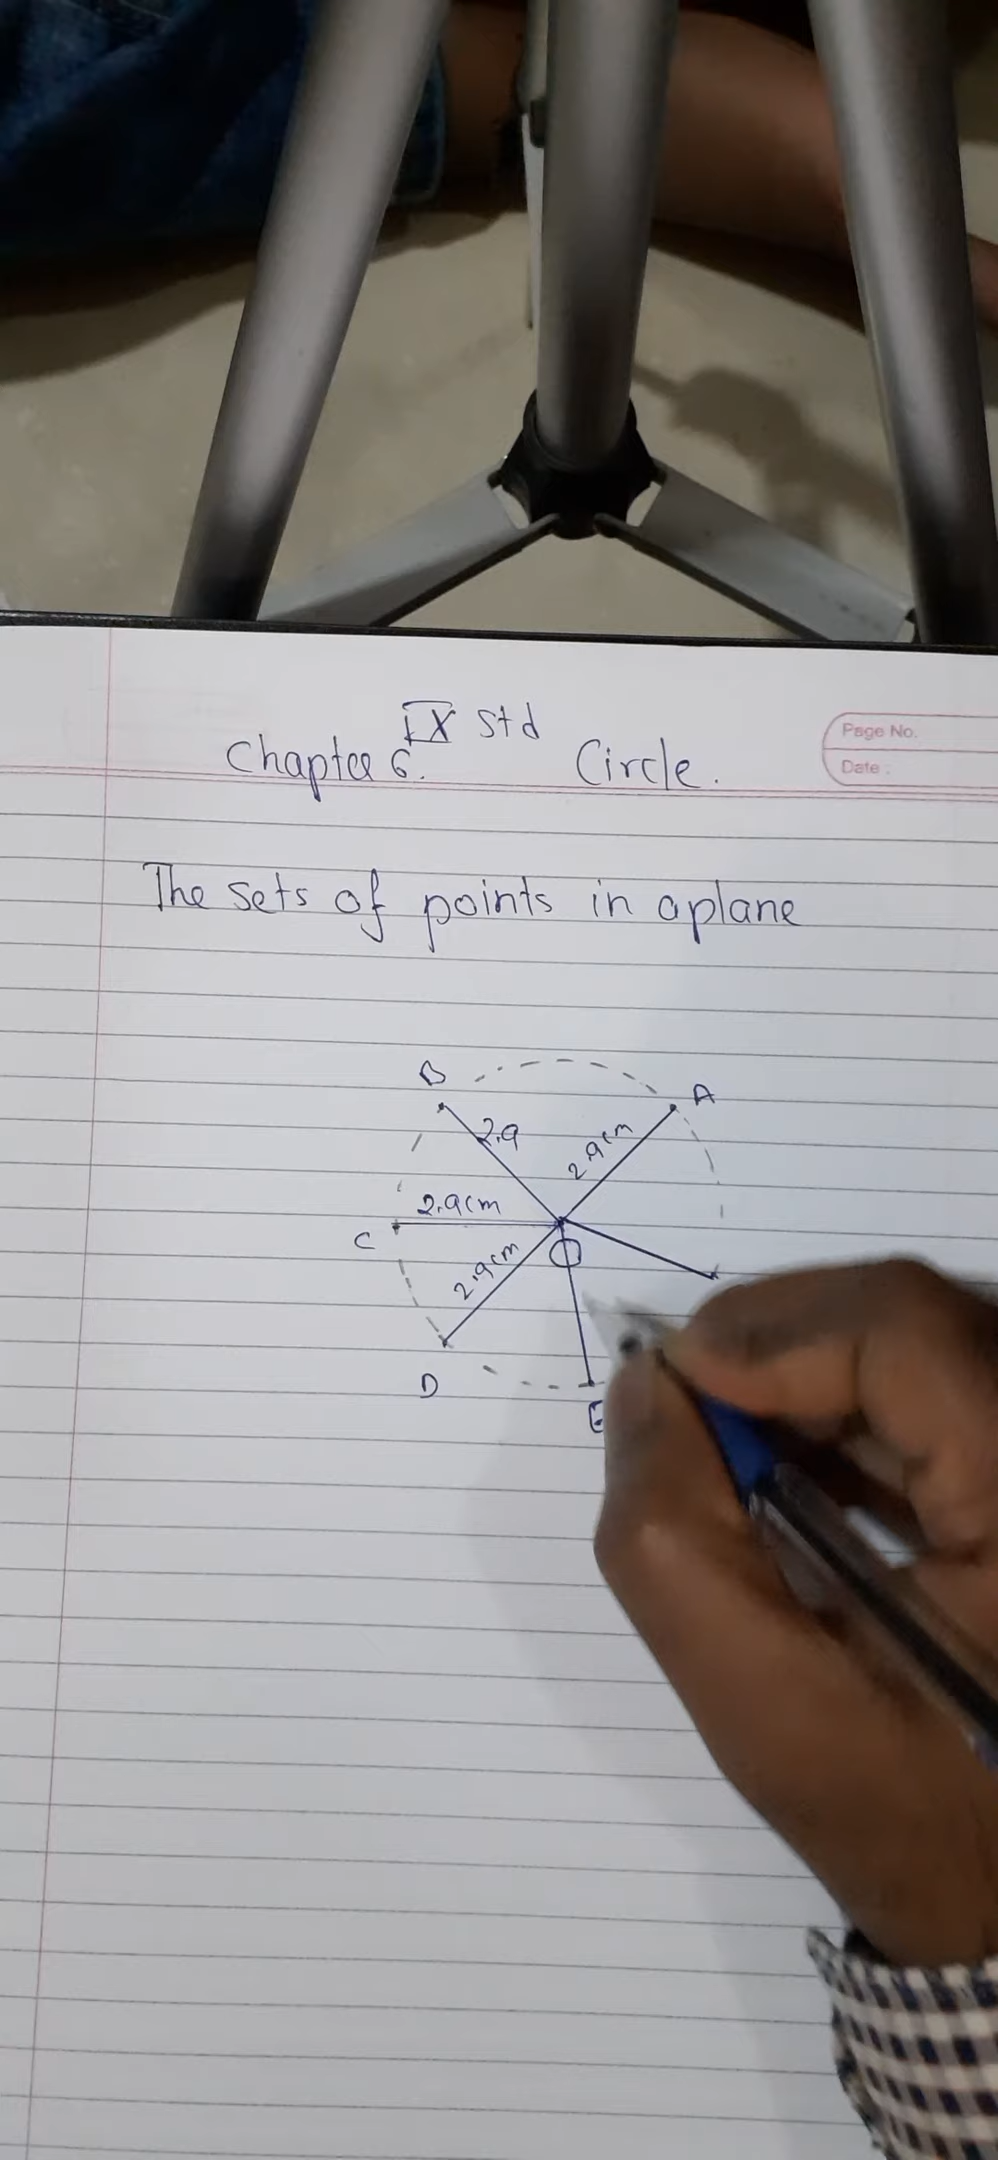 IX Std
Chapter 6. Circle.
Page No.
Date :
The sets of points in a plane
B
A
2.9
2.9cm
2.9cm
C
O
2.9cm
D
E